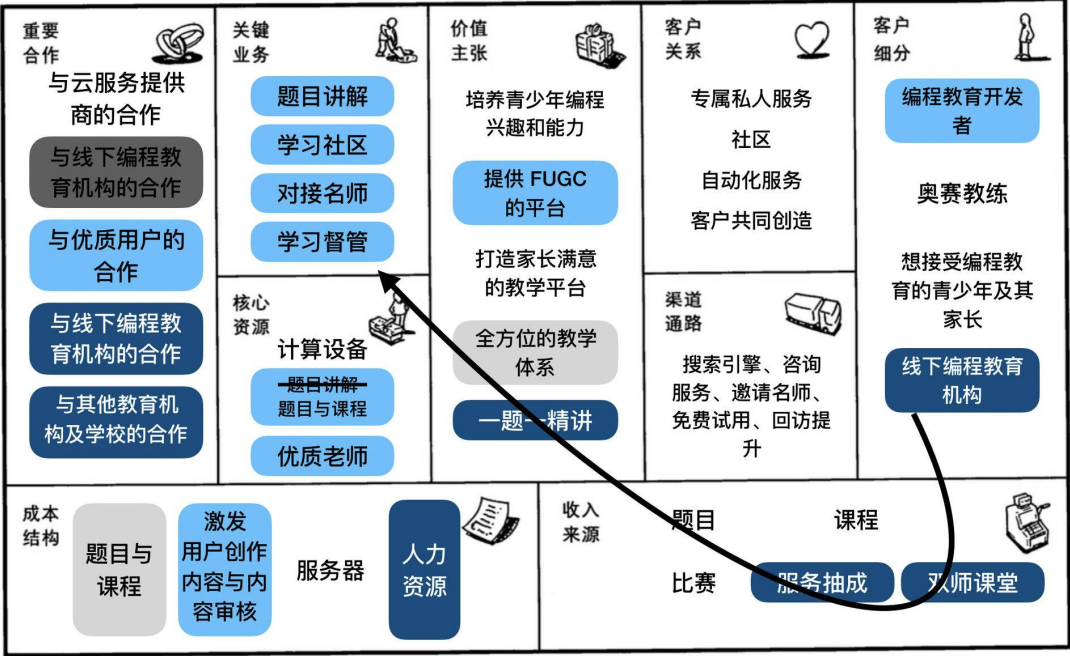 重要
合作
与云服务提供
商的合作
与线下编程教
育机构的合作
与优质用户的
合作
与线下编程教
育机构的合作
与其他教育机
构及学校的合作
关键
业务
题目讲解
学习社区
对接名师
学习督管
核心
资源
计算设备
题目讲解
题目与课程
优质老师
价值
主张
培养青少年编程
兴趣和能力
提供 FUGC
的平台
打造家长满意
的教学平台
全方位的教学
体系
一题一精讲
客户
关系
专属私人服务
社区
自动化服务
客户共同创造
渠道
通路
搜索引擎、咨询
服务、邀请名师、
免费试用、回访提
升
客户
细分
编程教育开发
者
奥赛教练
想接受编程教
育的青少年及其
家长
线下编程教育
机构
成本
结构
题目与
课程
激发
用户创作
内容与内
容审核
服务器
人力
资源
收入
来源
题目
课程
比赛
服务抽成
双师课堂